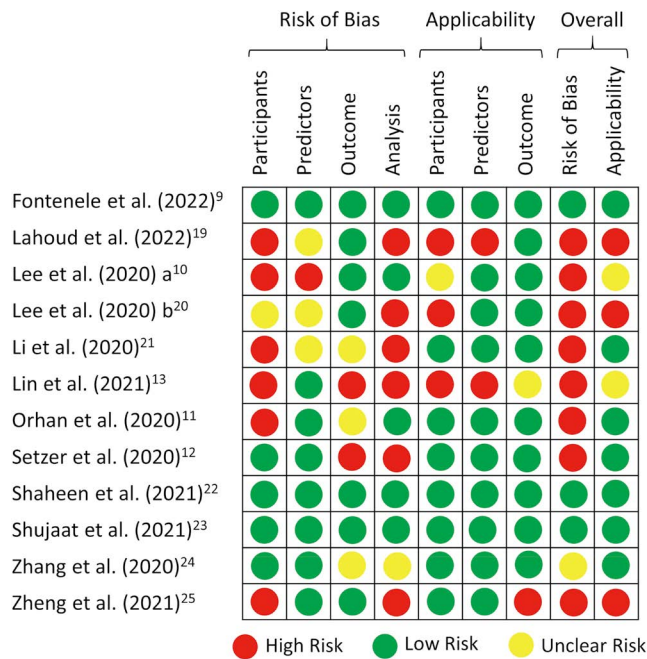 Risk of Bias Applicability Overall
Participants Predictors Outcome Analysis Participants Predictors Outcome Risk of Bias Applicability
Fontenele et al. (2022)⁹
Lahoud et al. (2022)¹⁹
Lee et al. (2020) a¹⁰
Lee et al. (2020) b²⁰
Li et al. (2020)²¹
Lin et al. (2021)¹³
Orhan et al. (2020)¹¹
Setzer et al. (2020)¹²
Shaheen et al. (2021)²²
Shujaat et al. (2021)²³
Zhang et al. (2020)²⁴
Zheng et al. (2021)²⁵
High Risk Low Risk Unclear Risk